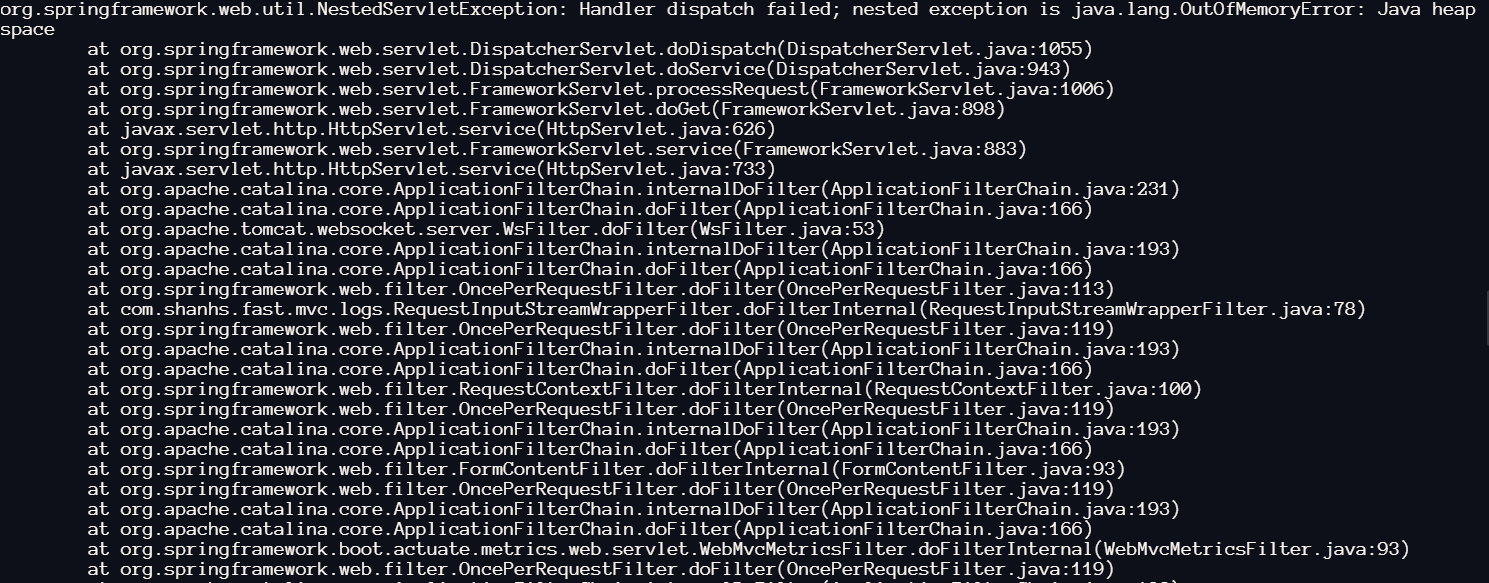 org.springframework.web.util.NestedServletException: Handler dispatch failed; nested exception is java.lang.OutOfMemoryError: Java heap
space
at org.springframework.web.servlet.DispatcherServlet.doDispatch(DispatcherServlet.java:1055)
at org.springframework.web.servlet.DispatcherServlet.doService(DispatcherServlet.java:943)
at org.springframework.web.servlet.FrameworkServlet.processRequest(FrameworkServlet.java:1006)
at org.springframework.web.servlet.FrameworkServlet.doGet(FrameworkServlet.java:898)
at javax.servlet.http.HttpServlet.service(HttpServlet.java:626)
at org.springframework.web.servlet.FrameworkServlet.service(FrameworkServlet.java:883)
at javax.servlet.http.HttpServlet.service(HttpServlet.java:733)
at org.apache.catalina.core.ApplicationFilterChain.internalDoFilter(ApplicationFilterChain.java:231)
at org.apache.catalina.core.ApplicationFilterChain.doFilter(ApplicationFilterChain.java:166)
at org.apache.tomcat.websocket.server.WsFilter.doFilter(WsFilter.java:53)
at org.apache.catalina.core.ApplicationFilterChain.internalDoFilter(ApplicationFilterChain.java:193)
at org.apache.catalina.core.ApplicationFilterChain.doFilter(ApplicationFilterChain.java:166)
at org.springframework.web.filter.OncePerRequestFilter.doFilter(OncePerRequestFilter.java:113)
at com.shanhs.fast.mvc.logs.RequestInputStreamWrapperFilter.doFilterInternal(RequestInputStreamWrapperFilter.java:78)
at org.springframework.web.filter.OncePerRequestFilter.doFilter(OncePerRequestFilter.java:119)
at org.apache.catalina.core.ApplicationFilterChain.internalDoFilter(ApplicationFilterChain.java:193)
at org.apache.catalina.core.ApplicationFilterChain.doFilter(ApplicationFilterChain.java:166)
at org.springframework.web.filter.RequestContextFilter.doFilterInternal(RequestContextFilter.java:100)
at org.springframework.web.filter.OncePerRequestFilter.doFilter(OncePerRequestFilter.java:119)
at org.apache.catalina.core.ApplicationFilterChain.internalDoFilter(ApplicationFilterChain.java:193)
at org.apache.catalina.core.ApplicationFilterChain.doFilter(ApplicationFilterChain.java:166)
at org.springframework.web.filter.FormContentFilter.doFilterInternal(FormContentFilter.java:93)
at org.springframework.web.filter.OncePerRequestFilter.doFilter(OncePerRequestFilter.java:119)
at org.apache.catalina.core.ApplicationFilterChain.internalDoFilter(ApplicationFilterChain.java:193)
at org.apache.catalina.core.ApplicationFilterChain.doFilter(ApplicationFilterChain.java:166)
at org.springframework.boot.actuate.metrics.web.servlet.WebMvcMetricsFilter.doFilterInternal(WebMvcMetricsFilter.java:93)
at org.springframework.web.filter.OncePerRequestFilter.doFilter(OncePerRequestFilter.java:119)